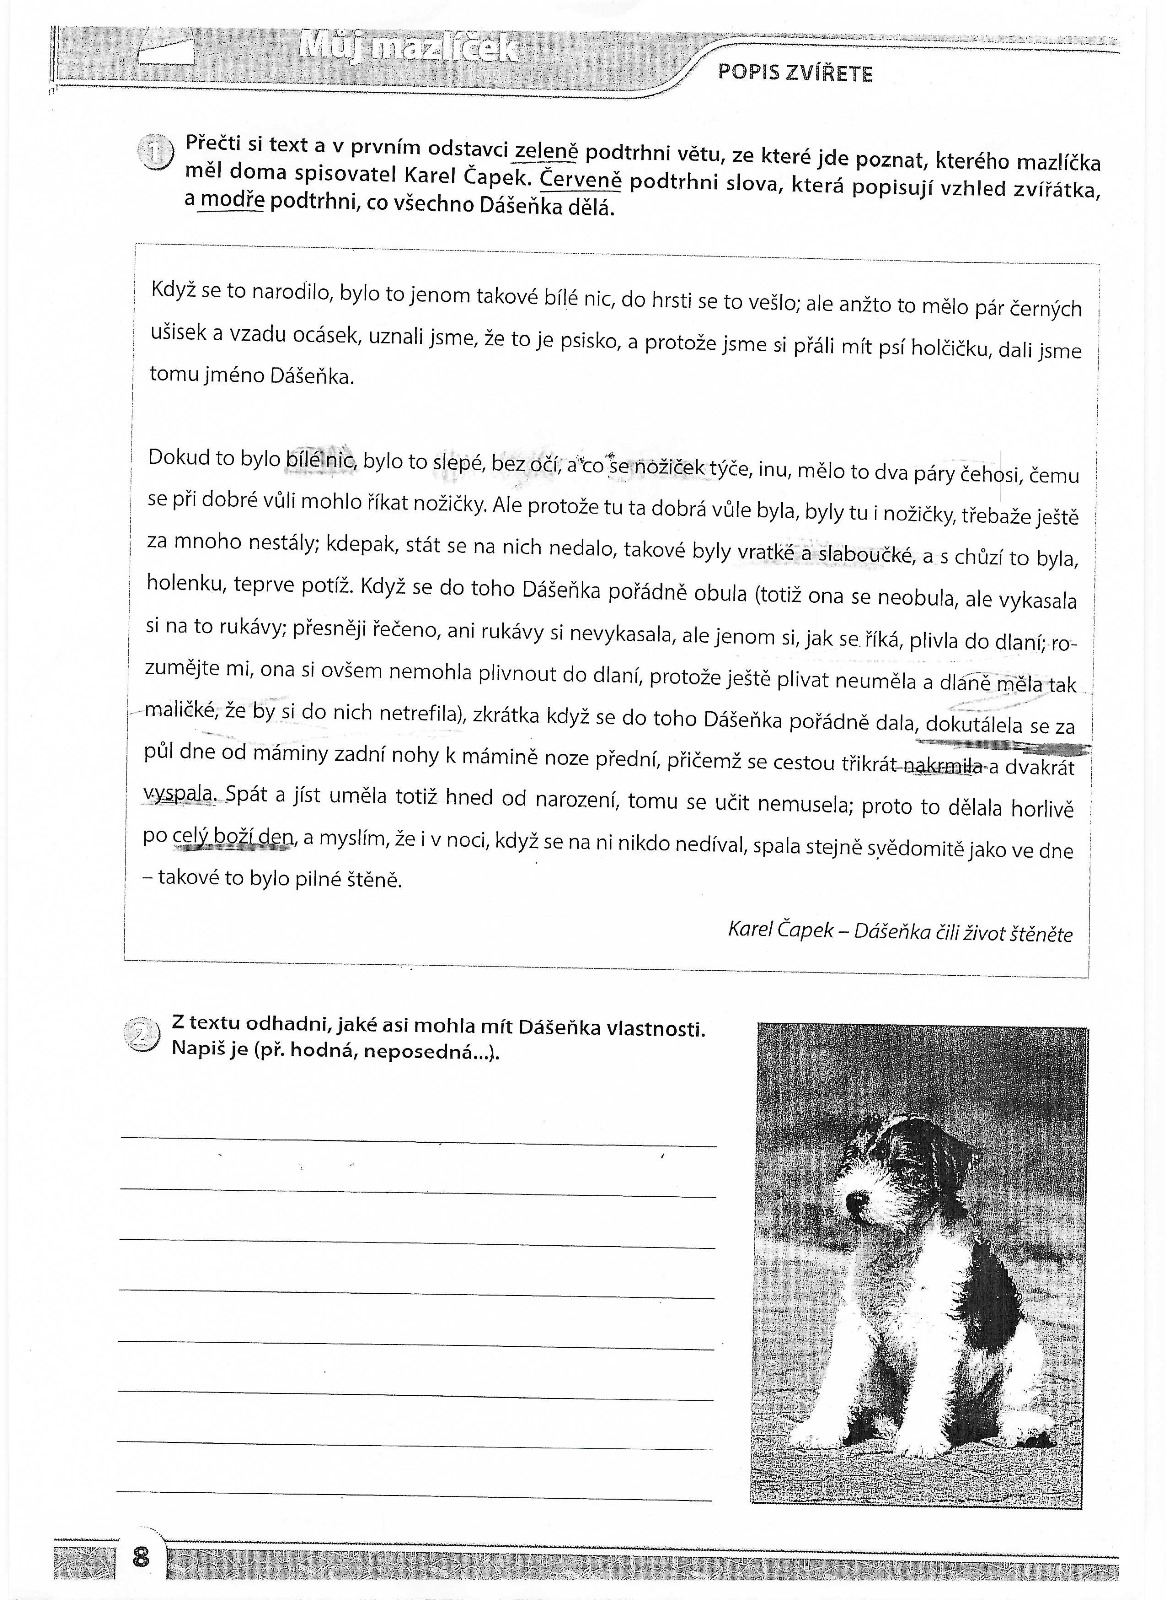 Můj mazlíček
POPIS ZVÍŘETE
1 Přečti si text a v prvním odstavci zeleně podtrhni větu, ze které jde poznat, kterého mazlíčka
měl doma spisovatel Karel Čapek. Červeně podtrhni slova, která popisují vzhled zvířátka,
a modře podtrhni, co všechno Dášeňka dělá.
Když se to narodilo, bylo to jenom takové bílé nic, do hrsti se to vešlo; ale anžto to mělo pár černých
ušisek a vzadu ocásek, uznali jsme, že to je psisko, a protože jsme si přáli mít psí holčičku, dali jsme
tomu jméno Dášeňka.
Dokud to bylo bílé nic, bylo to slepé, bez očí, a co se nožiček týče, inu, mělo to dva páry čehosi, čemu
se při dobré vůli mohlo říkat nožičky. Ale protože tu ta dobrá vůle byla, byly tu i nožičky, třebaže ještě
za mnoho nestály; kdepak, stát se na nich nedalo, takové byly vratké a slaboučké, a s chůzí to byla,
holenku, teprve potíž. Když se do toho Dášeňka pořádně obula (totiž ona se neobula, ale vykasala
si na to rukávy; přesněji řečeno, ani rukávy si nevykasala, ale jenom si, jak se říká, plivla do dlaní; ro-
zumějte mi, ona si ovšem nemohla plivnout do dlaní, protože ještě plivat neuměla a dlaně měla tak
maličké, že by si do nich netrefila), zkrátka když se do toho Dášeňka pořádně dala, dokutálela se za
půl dne od máminy zadní nohy k mámině noze přední, přičemž se cestou třikrát nakrmila a dvakrát
vyspala. Spát a jíst uměla totiž hned od narození, tomu se učit nemusela; proto to dělala horlivě
po celý boží den, a myslím, že i v noci, když se na ni nikdo nedíval, spala stejně svědomitě jako ve dne
– takové to bylo pilné štěně.
Karel Čapek – Dášeňka čili život štěněte
2 Z textu odhadni, jaké asi mohla mít Dášeňka vlastnosti.
Napiš je (př. hodná, neposedná...).
8